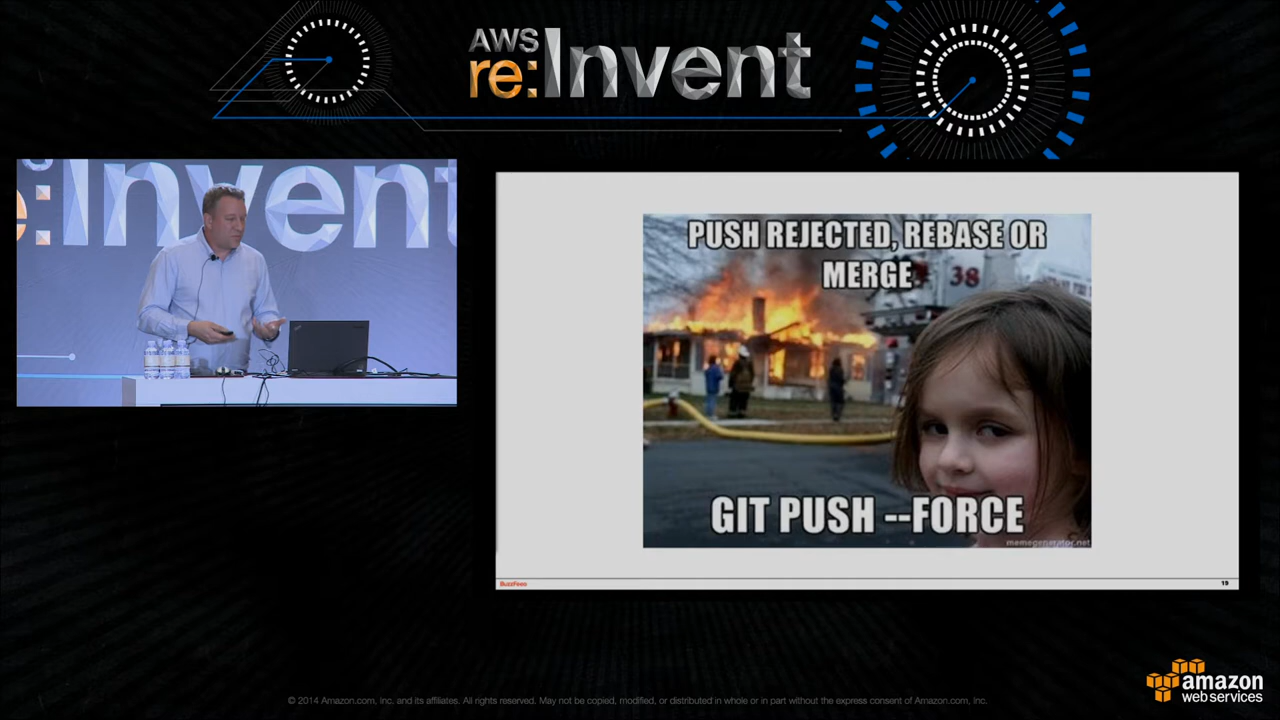 AWS
re:Invent
e:Invent
PUSH REJECTED, REBASE OR
MERGE
38
GIT PUSH --FORCE
memegenerator.net
BuzzFeed
19
© 2014 Amazon.com, Inc. and its affiliates. All rights reserved. May not be copied, modified, or distributed in whole or in part without the express consent of Amazon.com, Inc.
amazon
web services